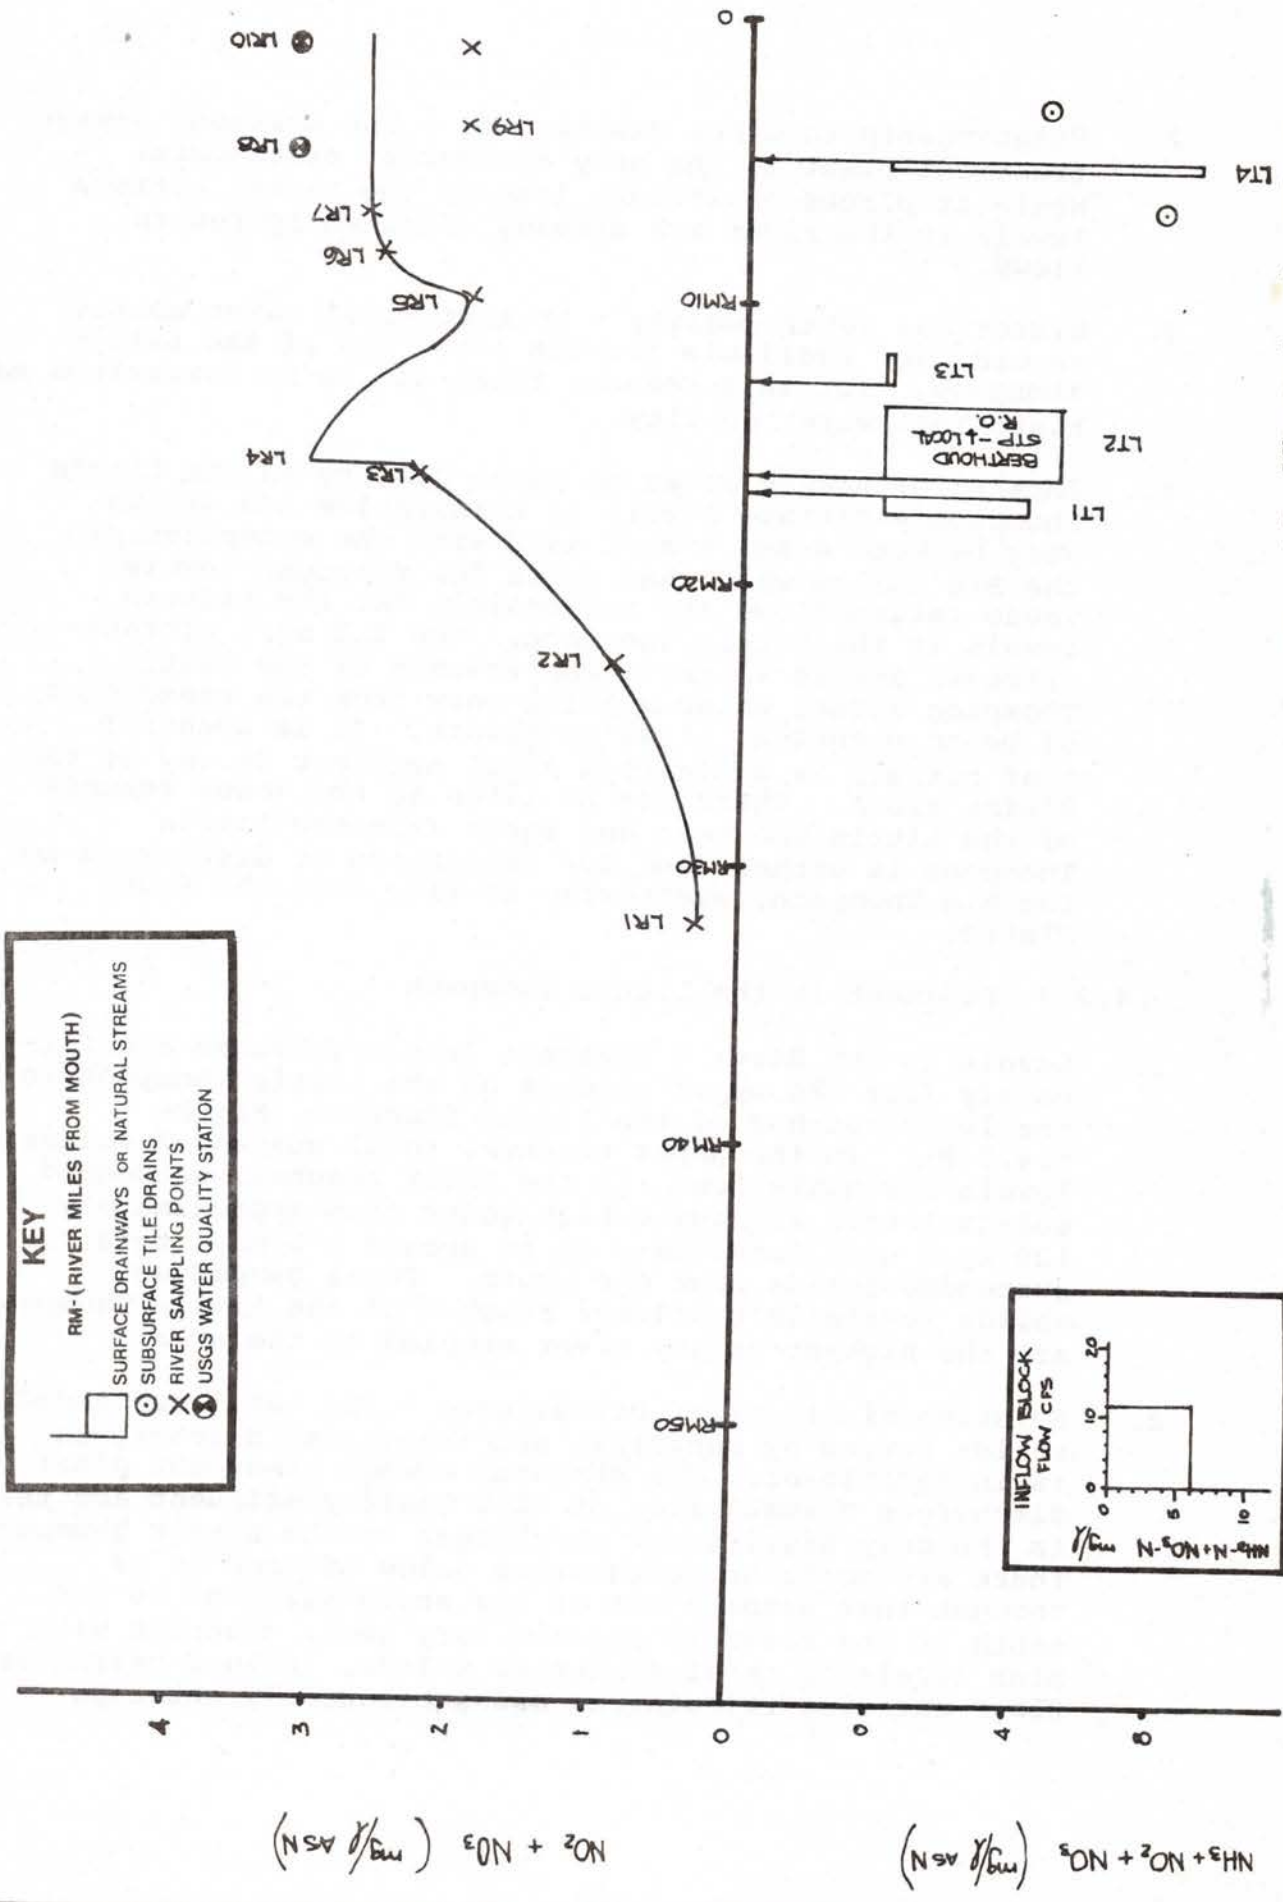 KEY
RM-(RIVER MILES FROM MOUTH)
SURFACE DRAINWAYS OR NATURAL STREAMS
SUBSURFACE TILE DRAINS
RIVER SAMPLING POINTS
USGS WATER QUALITY STATION
NO2 + NO3 (mg/l AS N)
4
3
2
1
0
LR1
LR2
LR3
LR4
LR5
LR6
LR7
LR8
LR9
LR10
RM50
RM40
RM30
RM20
RM10
0
NH3 + NO2 + NO3 (mg/l AS N)
0
4
8
LT1
BERTHOUD
STP + LOCAL
R.O.
LT2
LT3
LT4
INFLOW BLOCK
FLOW CFS
0
10
20
NH3-N+NO3-N mg/l
0
5
10